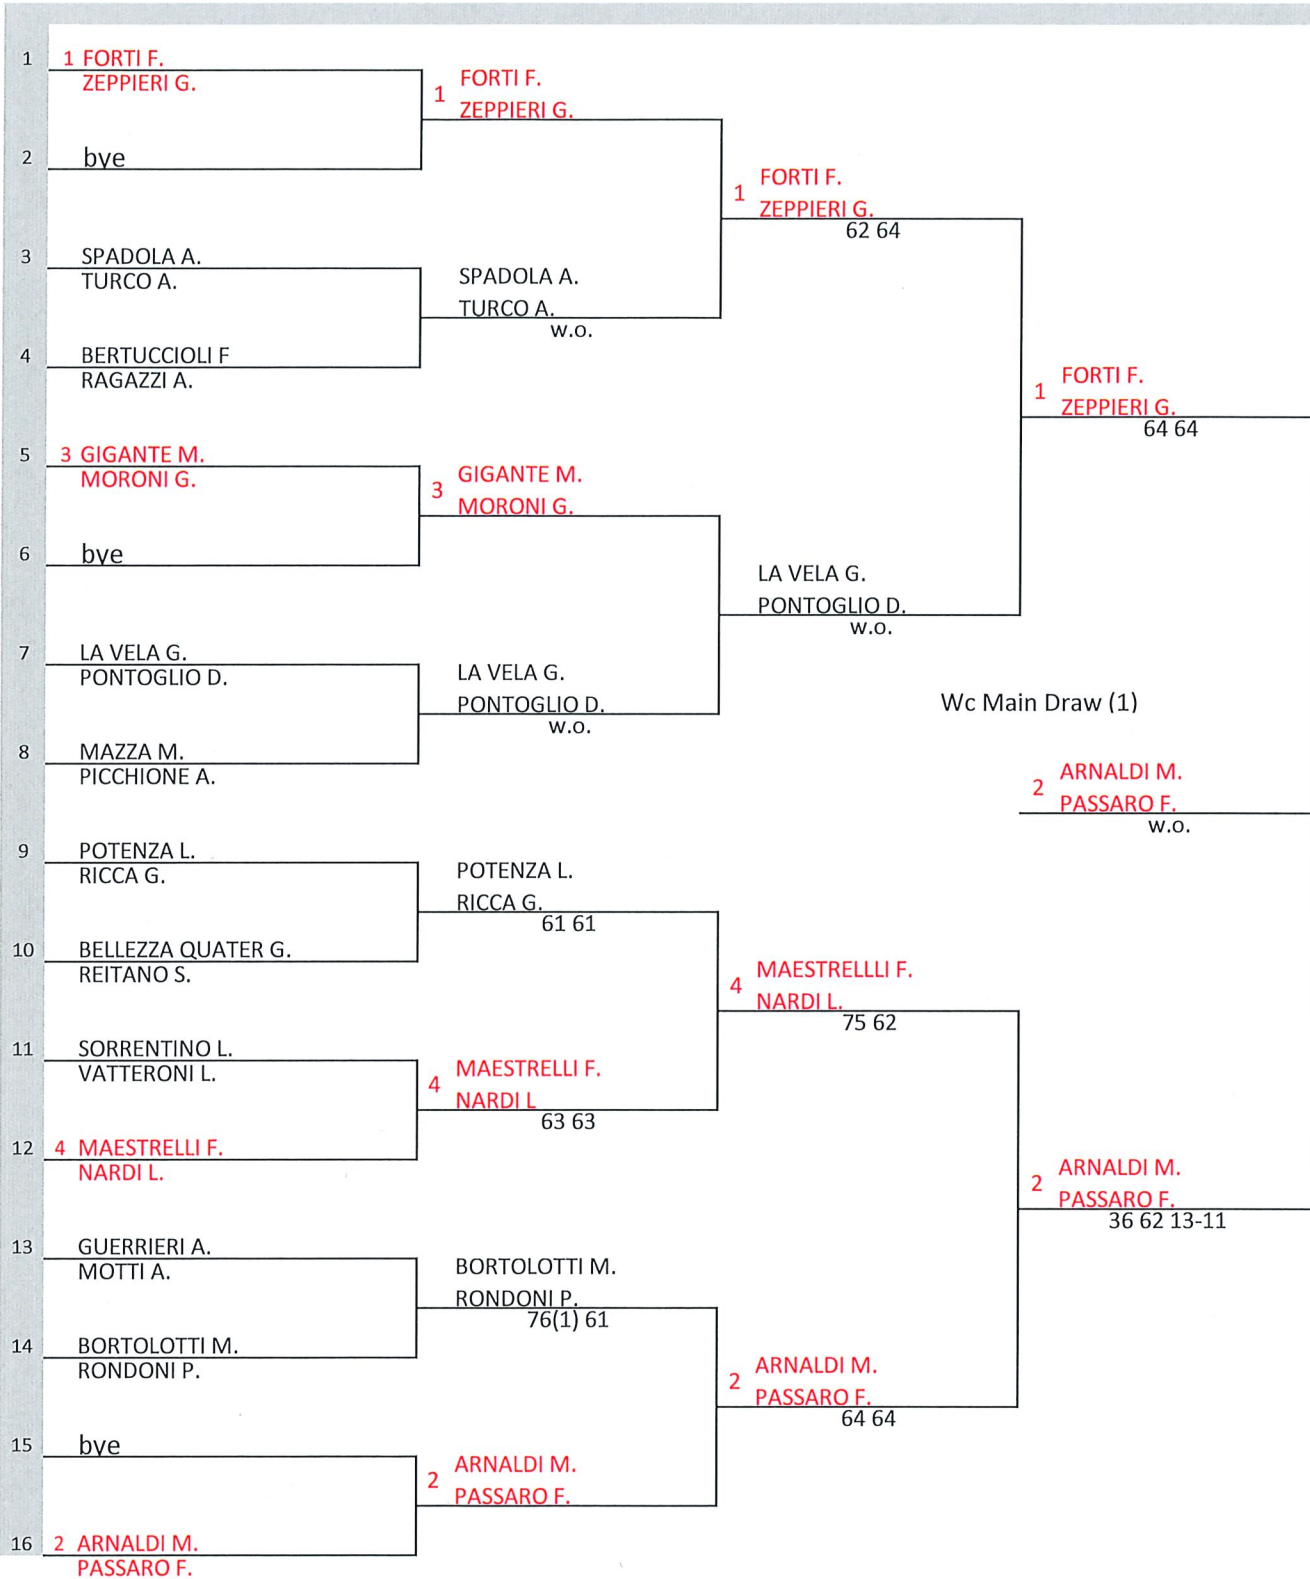 1
1 FORTI F.
ZEPPIERI G.
2
bye
3
SPADOLA A.
TURCO A.
4
BERTUCCIOLI F
RAGAZZI A.
5
3 GIGANTE M.
MORONI G.
6
bye
7
LA VELA G.
PONTOGLIO D.
8
MAZZA M.
PICCHIONE A.
9
POTENZA L.
RICCA G.
10
BELLEZZA QUATER G.
REITANO S.
11
SORRENTINO L.
VATTERONI L.
12
4 MAESTRELLI F.
NARDI L.
13
GUERRIERI A.
MOTTI A.
14
BORTOLOTTI M.
RONDONI P.
15
bye
16
2 ARNALDI M.
PASSARO F.
1
FORTI F.
ZEPPIERI G.
SPADOLA A.
TURCO A.
w.o.
3
GIGANTE M.
MORONI G.
LA VELA G.
PONTOGLIO D.
w.o.
POTENZA L.
RICCA G.
61 61
4
MAESTRELLI F.
NARDI L
63 63
BORTOLOTTI M.
RONDONI P.
76(1) 61
2
ARNALDI M.
PASSARO F.
1
FORTI F.
ZEPPIERI G.
62 64
LA VELA G.
PONTOGLIO D.
w.o.
4
MAESTRELLLI F.
NARDI L.
75 62
2
ARNALDI M.
PASSARO F.
64 64
1
FORTI F.
ZEPPIERI G.
64 64
Wc Main Draw (1)
2
ARNALDI M.
PASSARO F.
w.o.
2
ARNALDI M.
PASSARO F.
36 62 13-11